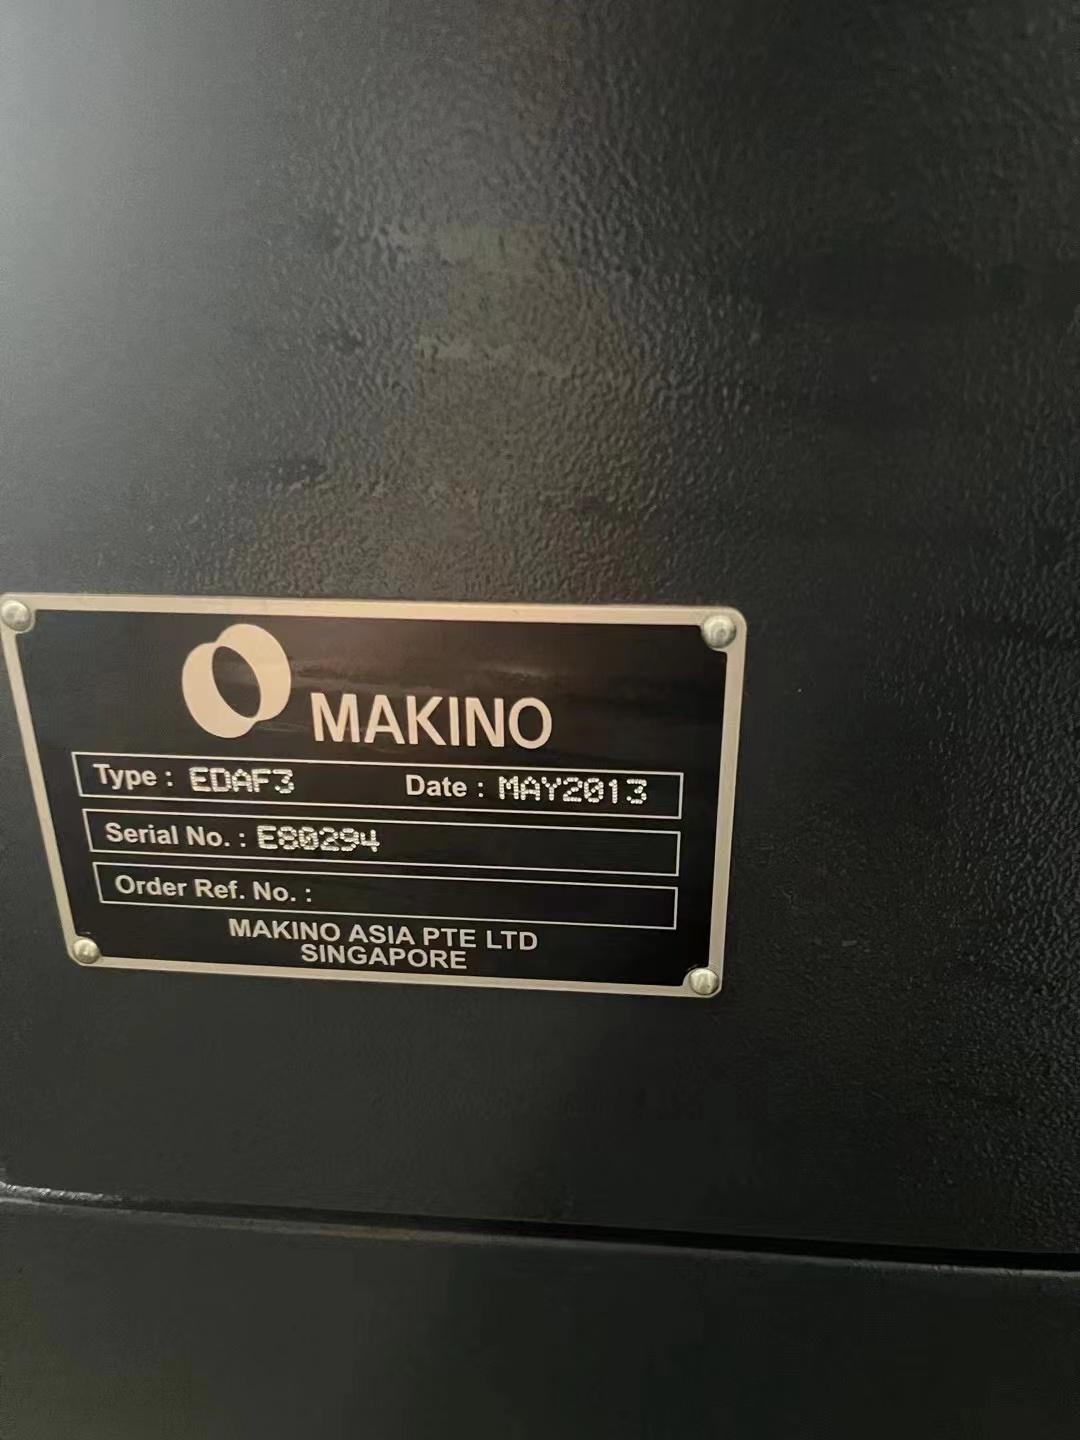 MAKINO
Type : EDAF3 Date : MAY2013
Serial No. : E80294
Order Ref. No. :
MAKINO ASIA PTE LTD
SINGAPORE